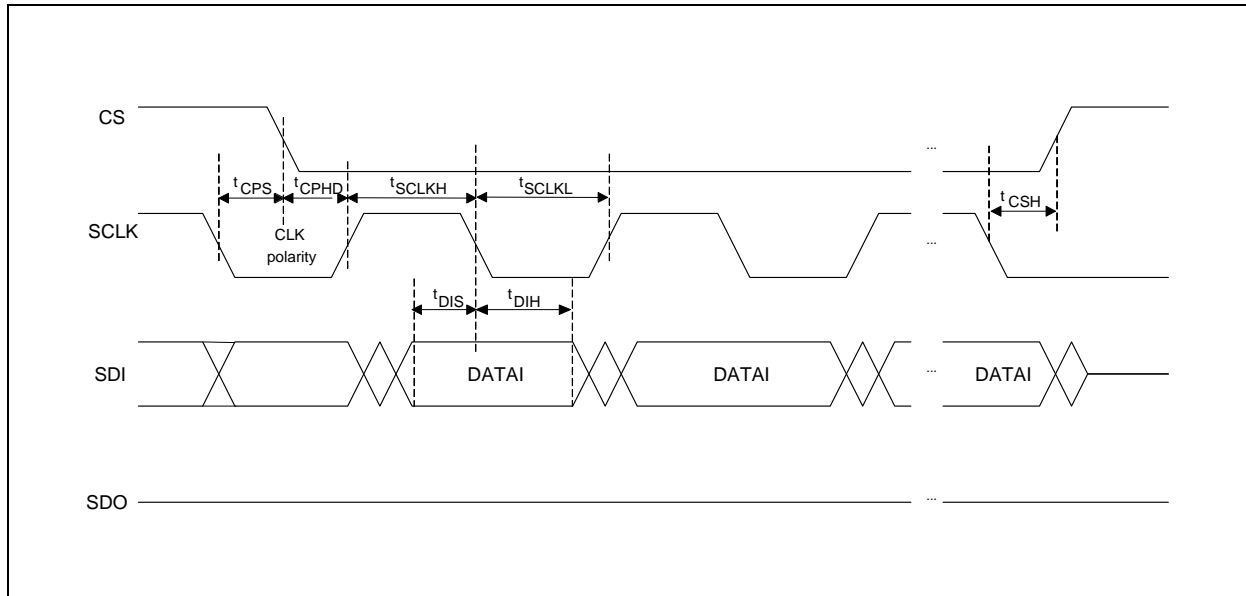 CS
...
tCPS
tCPHD
tSCLKH
tSCLKL
tCSH
SCLK
CLK
polarity
...
tDIS
tDIH
SDI
DATAI
DATAI
...
DATAI
SDO
...